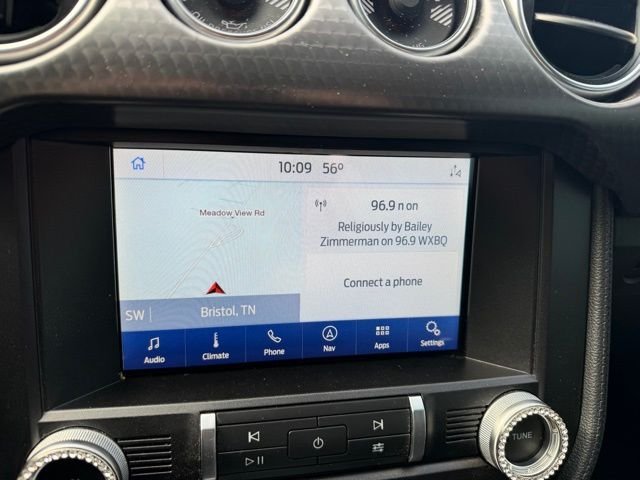 10:09 56°
Meadow View Rd
96.9 n on
Religiously by Bailey
Zimmerman on 96.9 WXBQ
Connect a phone
SW
Bristol, TN
Audio
Climate
Phone
Nav
Apps
Settings
TUNE